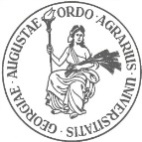 GEORGIAE · AUGUSTAE ORDO · AGRARIUS · UNIVERSITATIS ·